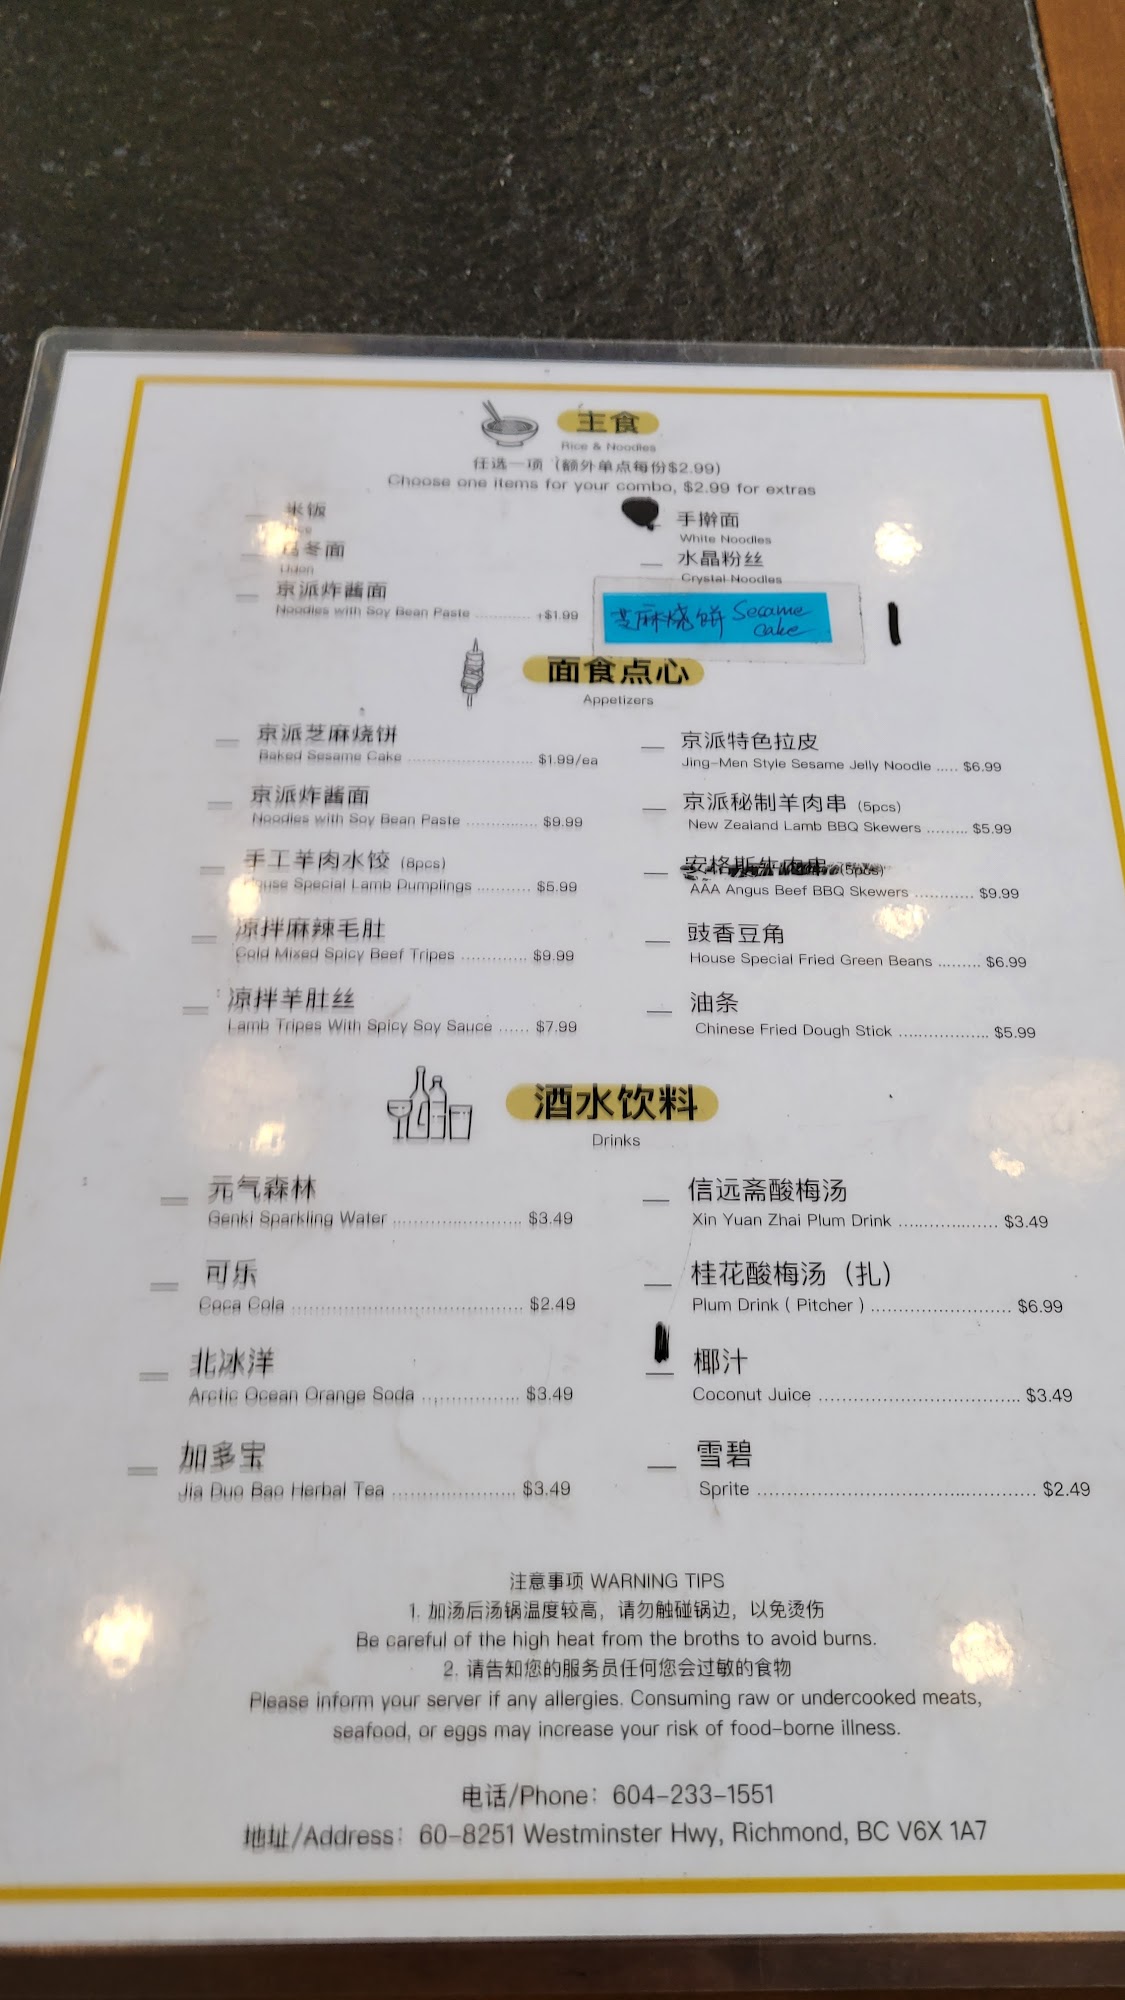 主食
Rice & Noodles
任选一项（额外单点每份$2.99）
Choose one items for your combo, $2.99 for extras
米饭
手擀面
White Noodles
乌冬面
Udon
水晶粉丝
Crystal Noodles
京派炸酱面
Noodles with Soy Bean Paste ........... +$1.99
芝麻烧饼 Sesame
cake
面食点心
Appetizers
京派芝麻烧饼
Baked Sesame Cake ........................ $1.99/ea
京派特色拉皮
Jing-Men Style Sesame Jelly Noodle ..... $6.99
京派炸酱面
Noodles with Soy Bean Paste .............. $9.99
京派秘制羊肉串 (5pcs)
New Zealand Lamb BBQ Skewers ......... $5.99
手工羊肉水饺 (8pcs)
House Special Lamb Dumplings .......... $5.99
安格斯牛肉串 (5pcs)
AAA Angus Beef BBQ Skewers ............ $9.99
凉拌麻辣毛肚
Cold Mixed Spicy Beef Tripes ............. $9.99
豉香豆角
House Special Fried Green Beans ......... $6.99
凉拌羊肚丝
Lamb Tripes With Spicy Soy Sauce ...... $7.99
油条
Chinese Fried Dough Stick ................... $5.99
酒水饮料
Drinks
元气森林
Genki Sparkling Water ........................ $3.49
信远斋酸梅汤
Xin Yuan Zhai Plum Drink ................... $3.49
可乐
Coca Cola .......................................... $2.49
桂花酸梅汤（扎）
Plum Drink ( Pitcher ) .......................... $6.99
北冰洋
Arctic Ocean Orange Soda .................. $3.49
椰汁
Coconut Juice ..................................... $3.49
加多宝
Jia Duo Bao Herbal Tea ...................... $3.49
雪碧
Sprite .................................................. $2.49
注意事项 WARNING TIPS
1. 加汤后汤锅温度较高，请勿触碰锅边，以免烫伤
Be careful of the high heat from the broths to avoid burns.
2. 请告知您的服务员任何您会过敏的食物
Please inform your server if any allergies. Consuming raw or undercooked meats,
seafood, or eggs may increase your risk of food-borne illness.
电话/Phone: 604-233-1551
地址/Address: 60-8251 Westminster Hwy, Richmond, BC V6X 1A7